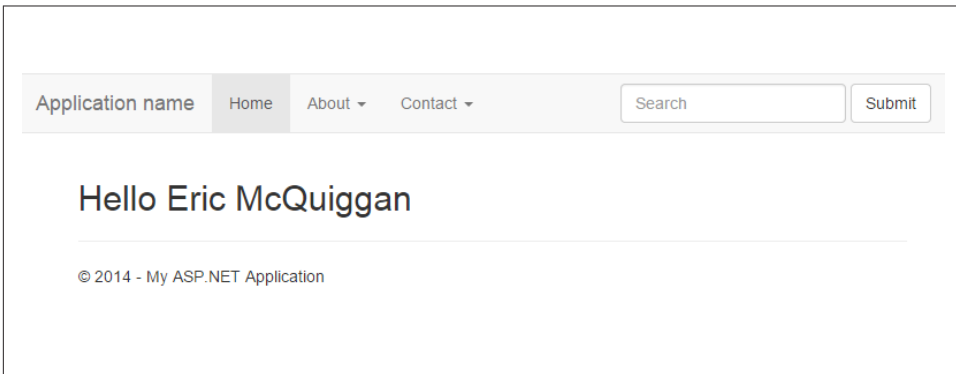 Application name Home About Contact Search Submit
Hello Eric McQuiggan
© 2014 - My ASP.NET Application